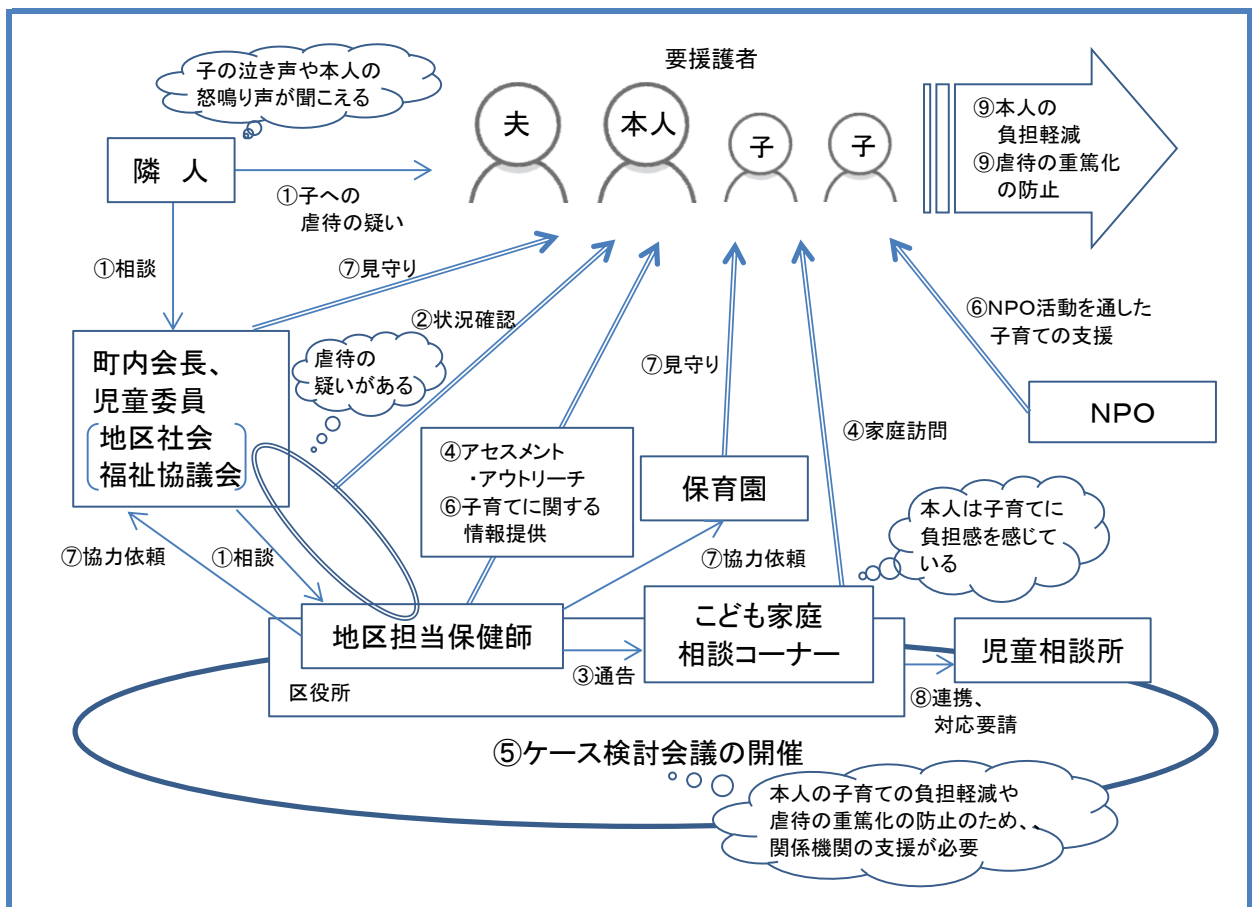 要援護者
子の泣き声や本人の
怒鳴り声が聞こえる
夫
本人
子
子
⑨本人の
負担軽減
⑨虐待の重篤化
の防止
隣 人
①子への
虐待の疑い
①相談
⑦見守り
②状況確認
⑥NPO活動を通した
子育ての支援
町内会長、
児童委員
地区社会
福祉協議会
虐待の
疑いがある
⑦見守り
NPO
④アセスメント
・アウトリーチ
⑥子育てに関する
情報提供
④家庭訪問
保育園
本人は子育てに
負担感を感じて
いる
⑦協力依頼
①相談
⑦協力依頼
地区担当保健師
こども家庭
相談コーナー
児童相談所
③通告
区役所
⑧連携、
対応要請
⑤ケース検討会議の開催
本人の子育ての負担軽減や
虐待の重篤化の防止のため、、
関係機関の支援が必要